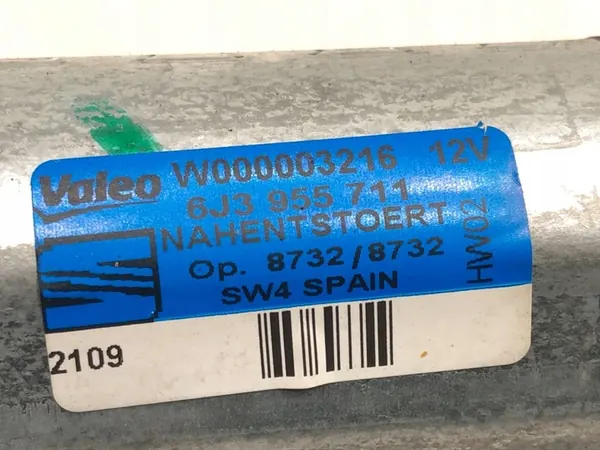 Valeo W000003216 12V
6J3 955 711
NAHENTSTOERT
Op. 8732/8732
SW4 SPAIN
HW02
2109